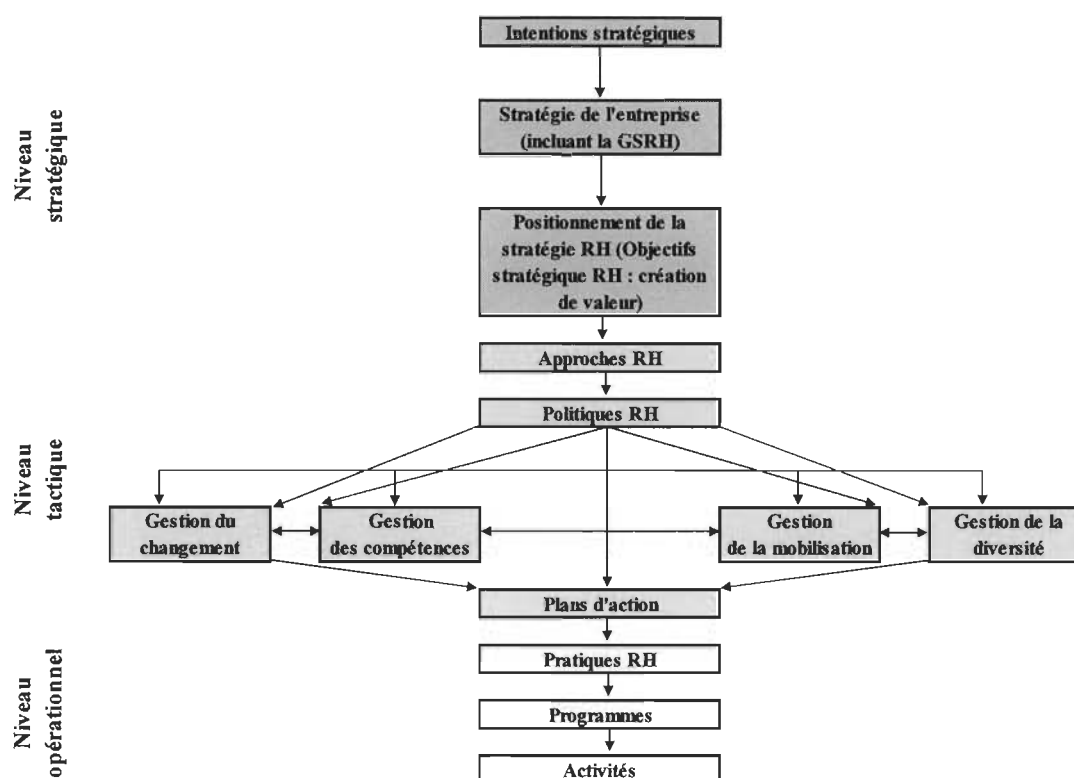 Intentions stratégiques
Niveau
stratégique
Stratégie de l'entreprise
(incluant la GSRH)
Positionnement de la
stratégie RH (Objectifs
stratégique RH : création
de valeur)
Approches RH
Politiques RH
Niveau
tactique
Gestion du
changement
Gestion
des compétences
Gestion
de la mobilisation
Gestion de la
diversité
Plans d'action
Niveau
opérationnel
Pratiques RH
Programmes
Activités